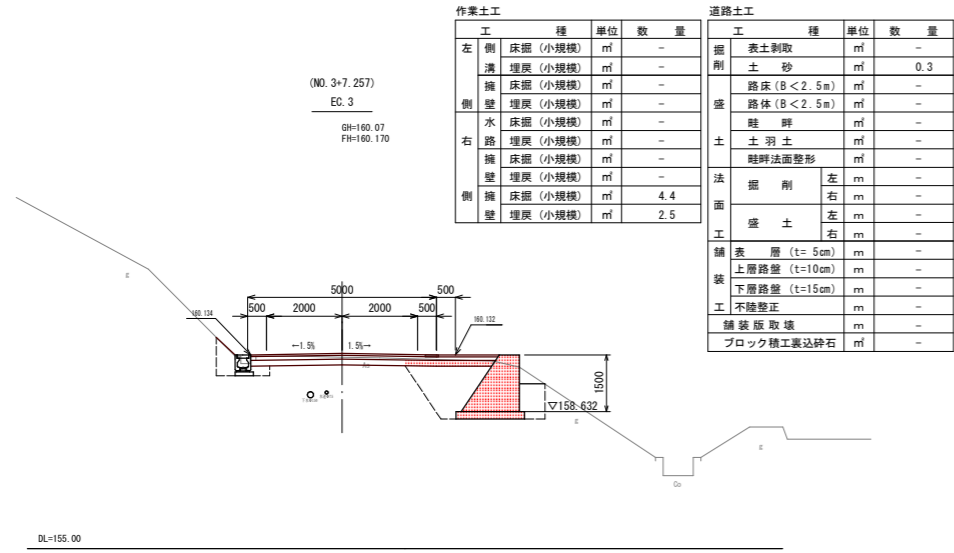 作業土工
工 種 単位 数 量
左側 側溝 床掘 (小規模) ㎥ -
埋戻 (小規模) ㎥ -
擁壁 床掘 (小規模) ㎥ -
埋戻 (小規模) ㎥ -
右側 水路 床掘 (小規模) ㎥ -
埋戻 (小規模) ㎥ -
擁壁 床掘 (小規模) ㎥ -
埋戻 (小規模) ㎥ -
擁壁 床掘 (小規模) ㎥ 4.4
埋戻 (小規模) ㎥ 2.5
道路土工
工 種 単位 数 量
掘削 表土剥取 ㎥ -
土 砂 ㎥ 0.3
盛土 路床(B<2.5m) ㎥ -
路体(B<2.5m) ㎥ -
畦 畔 ㎥ -
土 羽 土 ㎥ -
畦畔法面整形 ㎡ -
法面工 掘 削 左 m -
右 m -
盛 土 左 m -
右 m -
舗装工 表 層 (t= 5㎝) m -
上層路盤 (t=10㎝) m -
下層路盤 (t=15㎝) m -
不陸整正 m -
舗装版取壊 m -
ブロック積工裏込砕石 ㎥ -
(NO.3+7.257)
EC.3
GH=160.07
FH=160.170
g
5000
500
500
2000
2000
500
160.134
160.132
←1.5%
1.5%→
As
1500
▽158.632
g
g
Co
DL=155.00